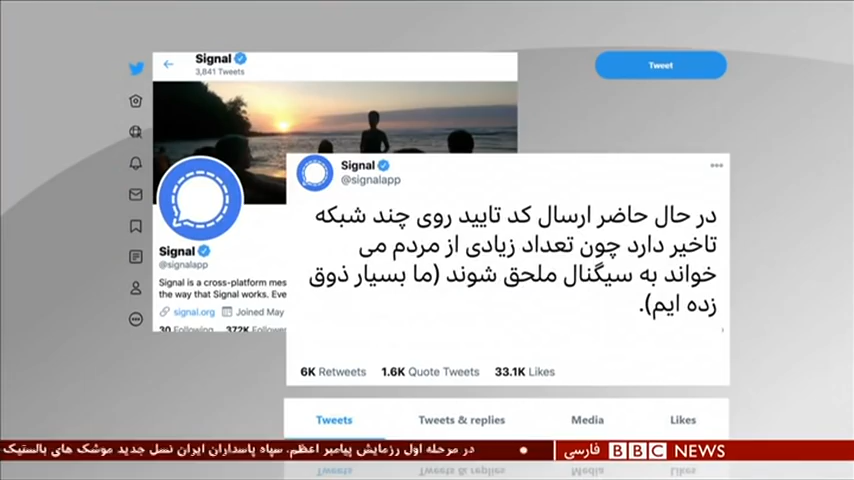 Signal
3,841 Tweets
Tweet
Signal
@signalapp
در حال حاضر ارسال کد تایید روی چند شبکه
تاخیر دارد چون تعداد زیادی از مردم می
خواند به سیگنال ملحق شوند (ما بسیار ذوق
زده ایم).
6K Retweets 1.6K Quote Tweets 33.1K Likes
Signal
@signalapp
Signal is a cross-platform mes
the way that Signal works. Eve
signal.org Joined May
30 Following 372K Follower
Tweets Tweets & replies Media Likes
در مرحله اول رزمایش پیامبر اعظم، سپاه پاسداران ایران نسل جدید موشک های بالستیک
BBC NEWS فارسی